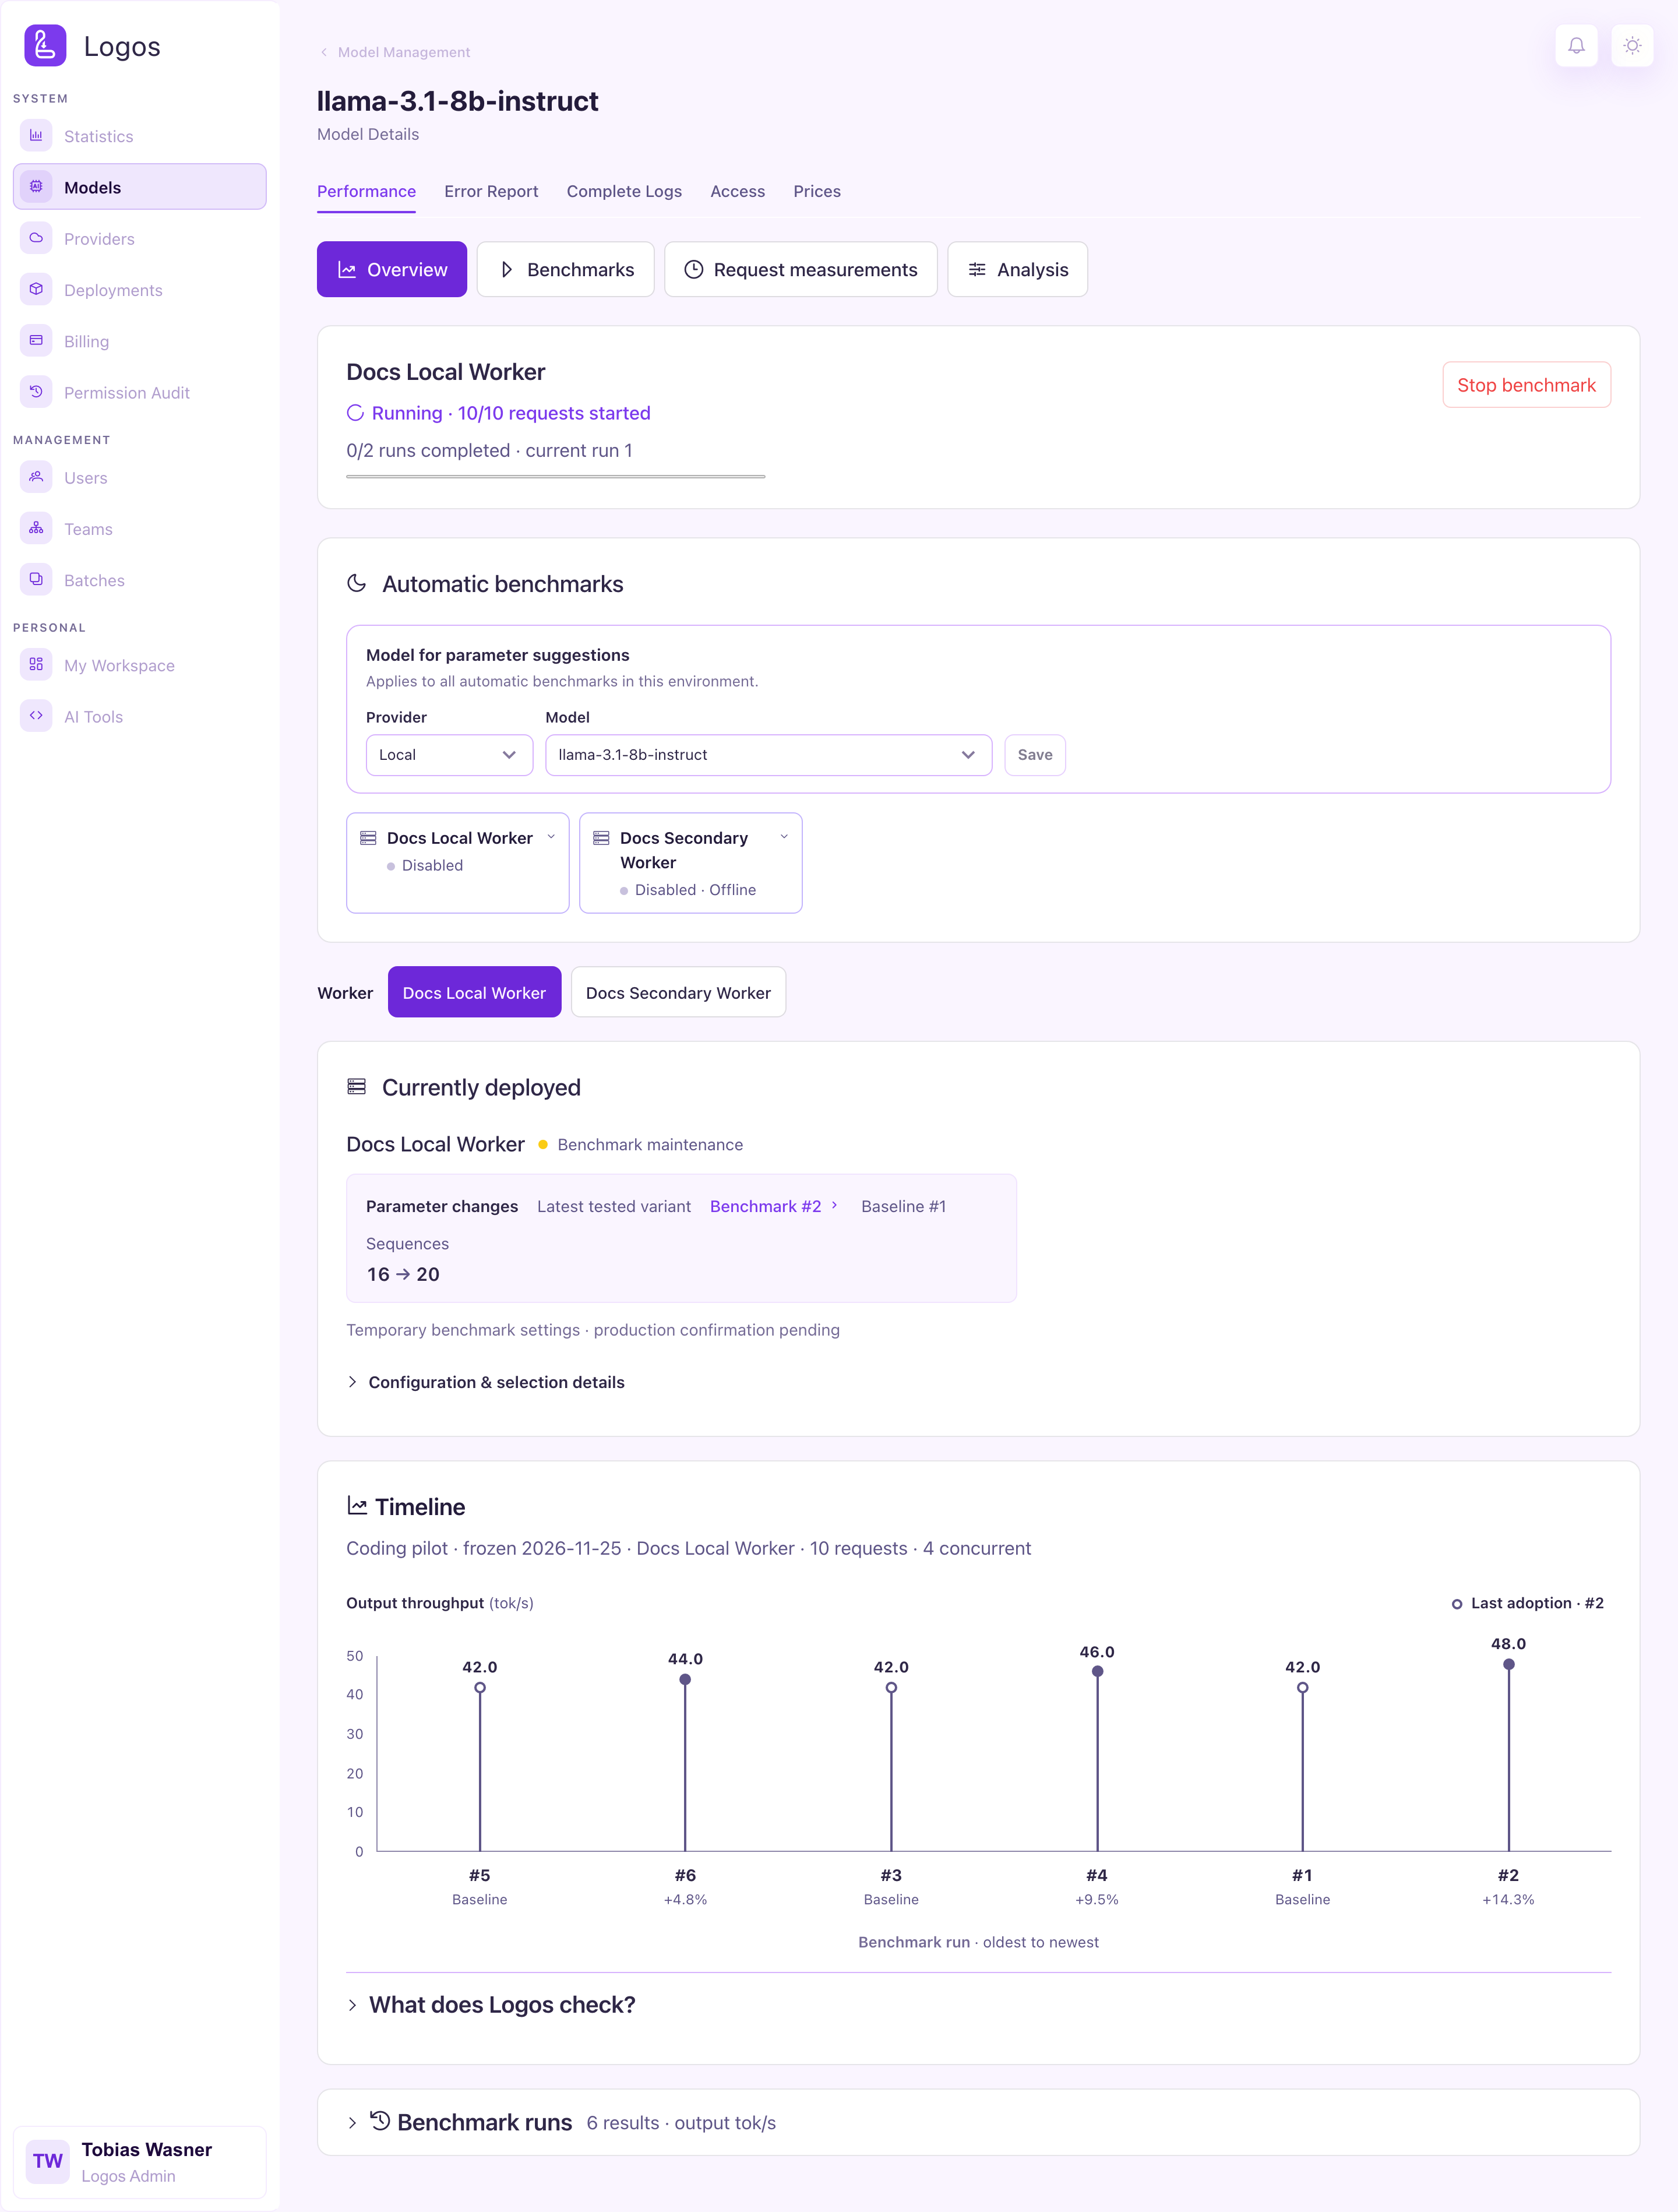 Logos
SYSTEM
Statistics
Models
Providers
Deployments
Billing
Permission Audit
MANAGEMENT
Users
Teams
Batches
PERSONAL
My Workspace
AI Tools
TW
Tobias Wasner
Logos Admin
Model Management
llama-3.1-8b-instruct
Model Details
Performance Error Report Complete Logs Access Prices
Overview Benchmarks Request measurements Analysis
Docs Local Worker
Stop benchmark
Running · 10/10 requests started
0/2 runs completed · current run 1
Automatic benchmarks
Model for parameter suggestions
Applies to all automatic benchmarks in this environment.
Provider Model
Local llama-3.1-8b-instruct Save
Docs Local Worker
Disabled
Docs Secondary
Worker
Disabled · Offline
Worker Docs Local Worker Docs Secondary Worker
Currently deployed
Docs Local Worker Benchmark maintenance
Parameter changes Latest tested variant Benchmark #2 Baseline #1
Sequences
16 → 20
Temporary benchmark settings · production confirmation pending
Configuration & selection details
Timeline
Coding pilot · frozen 2026-11-25 · Docs Local Worker · 10 requests · 4 concurrent
Output throughput (tok/s) Last adoption · #2
50
40
30
20
10
0
42.0 44.0 42.0 46.0 42.0 48.0
#5 #6 #3 #4 #1 #2
Baseline +4.8% Baseline +9.5% Baseline +14.3%
Benchmark run · oldest to newest
What does Logos check?
Benchmark runs 6 results · output tok/s